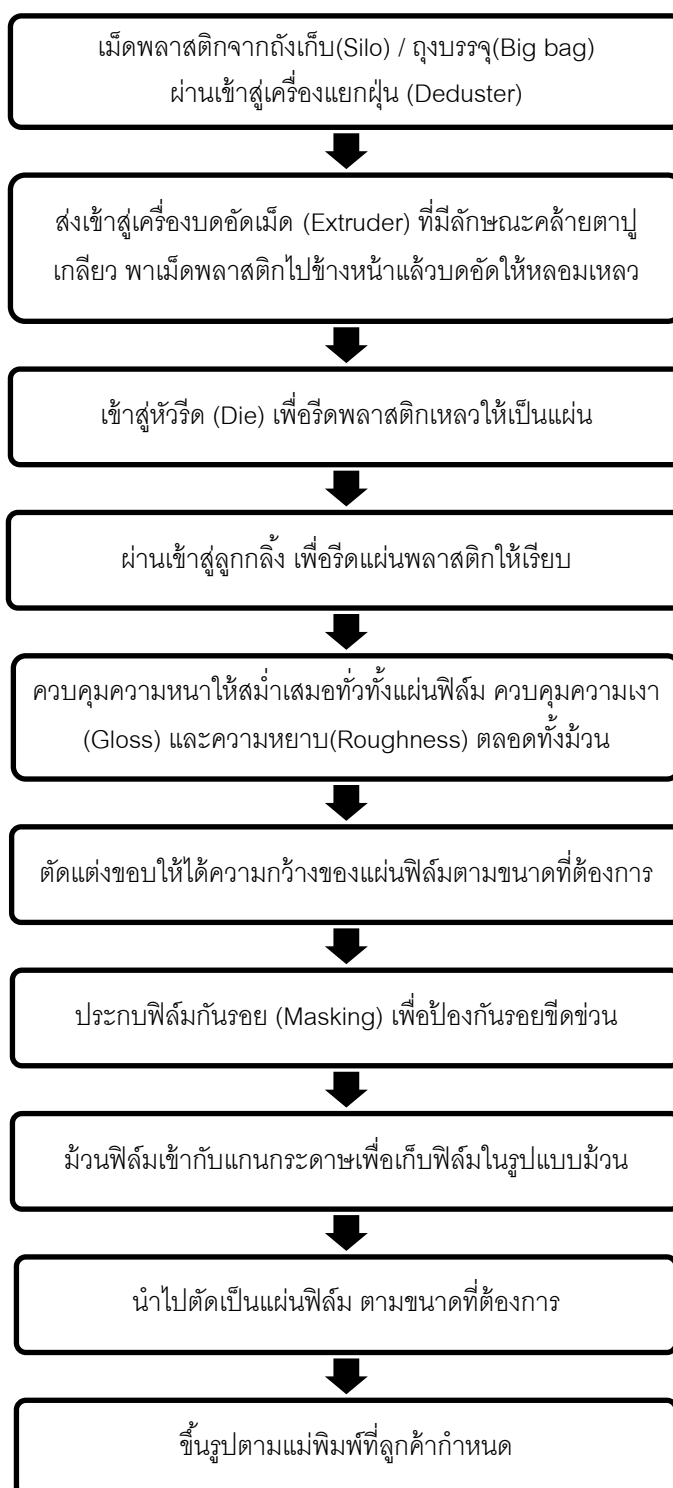 เม็ดพลาสติกจากถังเก็บ(Silo) / ถุงบรรจุ(Big bag)
ผ่านเข้าสู่เครื่องแยกฝุ่น (Deduster)
ส่งเข้าสู่เครื่องบดอัดเม็ด (Extruder) ที่มีลักษณะคล้ายตาปู
เกลียว พาเม็ดพลาสติกไปข้างหน้าแล้วบดอัดให้หลอมเหลว
เข้าสู่หัวรีด (Die) เพื่อรีดพลาสติกเหลวให้เป็นแผ่น
ผ่านเข้าสู่ลูกกลิ้ง เพื่อรีดแผ่นพลาสติกให้เรียบ
ควบคุมความหนาให้สม่ำเสมอทั่วทั้งแผ่นฟิล์ม ควบคุมความเงา
(Gloss) และความหยาบ(Roughness) ตลอดทั้งม้วน
ตัดแต่งขอบให้ได้ความกว้างของแผ่นฟิล์มตามขนาดที่ต้องการ
ประกบฟิล์มกันรอย (Masking) เพื่อป้องกันรอยขีดข่วน
ม้วนฟิล์มเข้ากับแกนกระดาษเพื่อเก็บฟิล์มในรูปแบบม้วน
นำไปตัดเป็นแผ่นฟิล์ม ตามขนาดที่ต้องการ
ขึ้นรูปตามแม่พิมพ์ที่ลูกค้ากำหนด